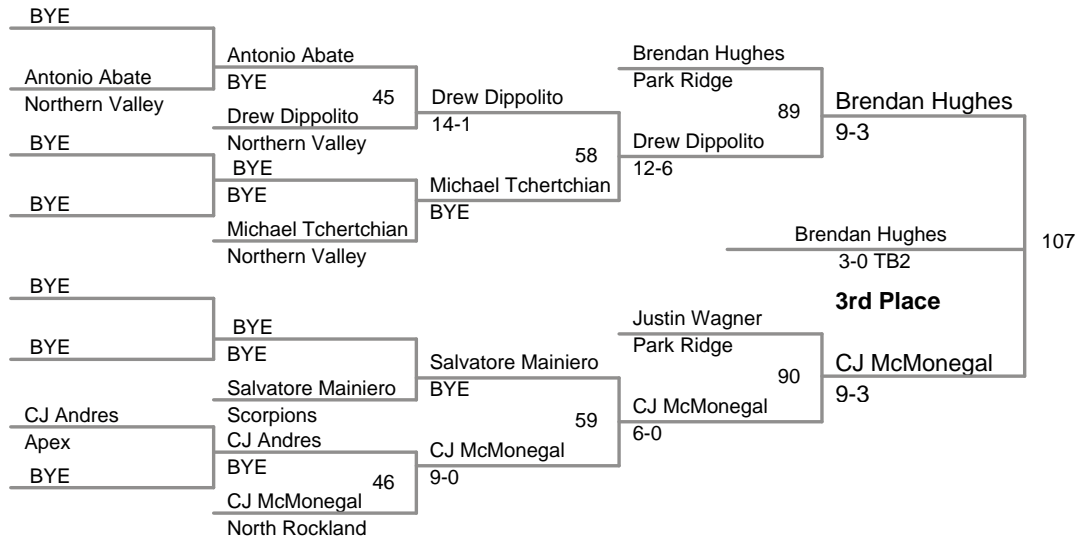 BYE
Antonio Abate
Northern Valley
BYE
BYE
BYE
BYE
CJ Andres
Apex
BYE
Antonio Abate
BYE
45
Drew Dippolito
Northern Valley
BYE
BYE
Michael Tchertchian
Northern Valley
BYE
BYE
Salvatore Mainiero
Scorpions
CJ Andres
BYE
46
CJ McMonegal
North Rockland
Drew Dippolito
14-1
58
Michael Tchertchian
BYE
Salvatore Mainiero
BYE
59
CJ McMonegal
9-0
Brendan Hughes
Park Ridge
89
Drew Dippolito
12-6
Justin Wagner
Park Ridge
90
CJ McMonegal
6-0
Brendan Hughes
9-3
Brendan Hughes
3-0 TB2
107
3rd Place
CJ McMonegal
9-3